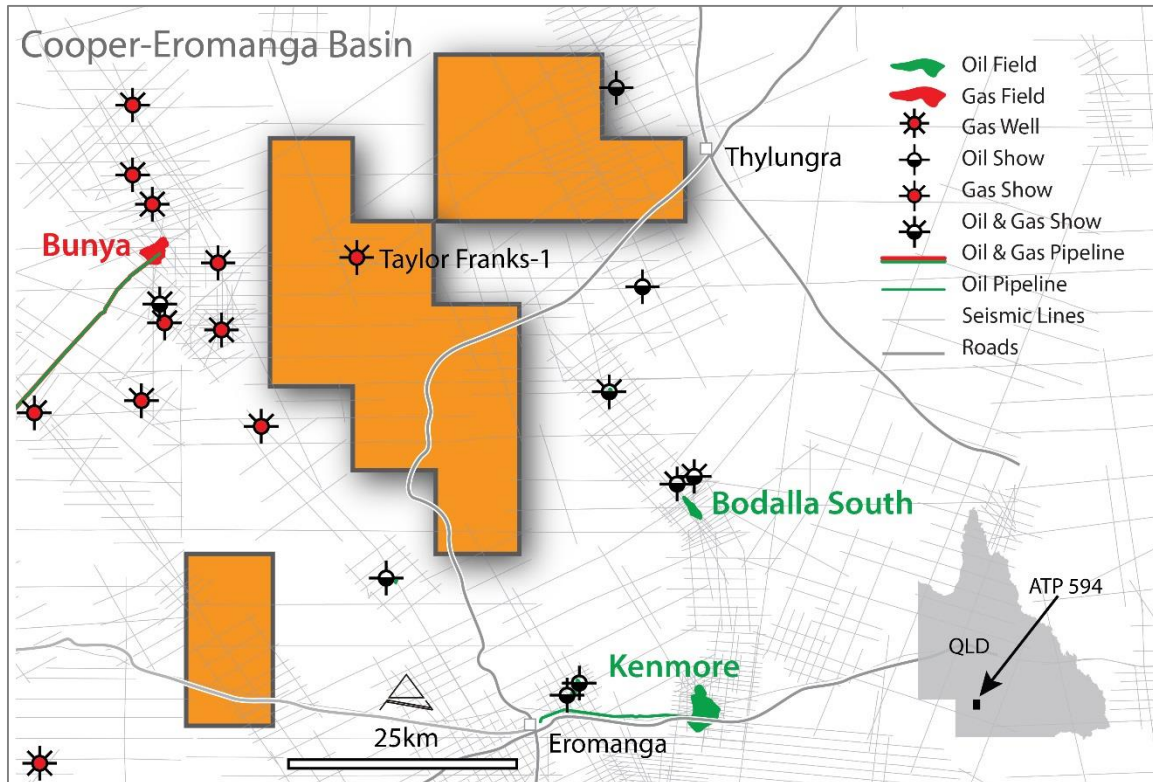 Cooper-Eromanga Basin
Oil Field
Gas Field
Gas Well
Oil Show
Gas Show
Oil & Gas Show
Oil & Gas Pipeline
Oil Pipeline
Seismic Lines
Roads
Thylungra
Bunya
Taylor Franks-1
Bodalla South
ATP 594
QLD
Kenmore
25km
Eromanga